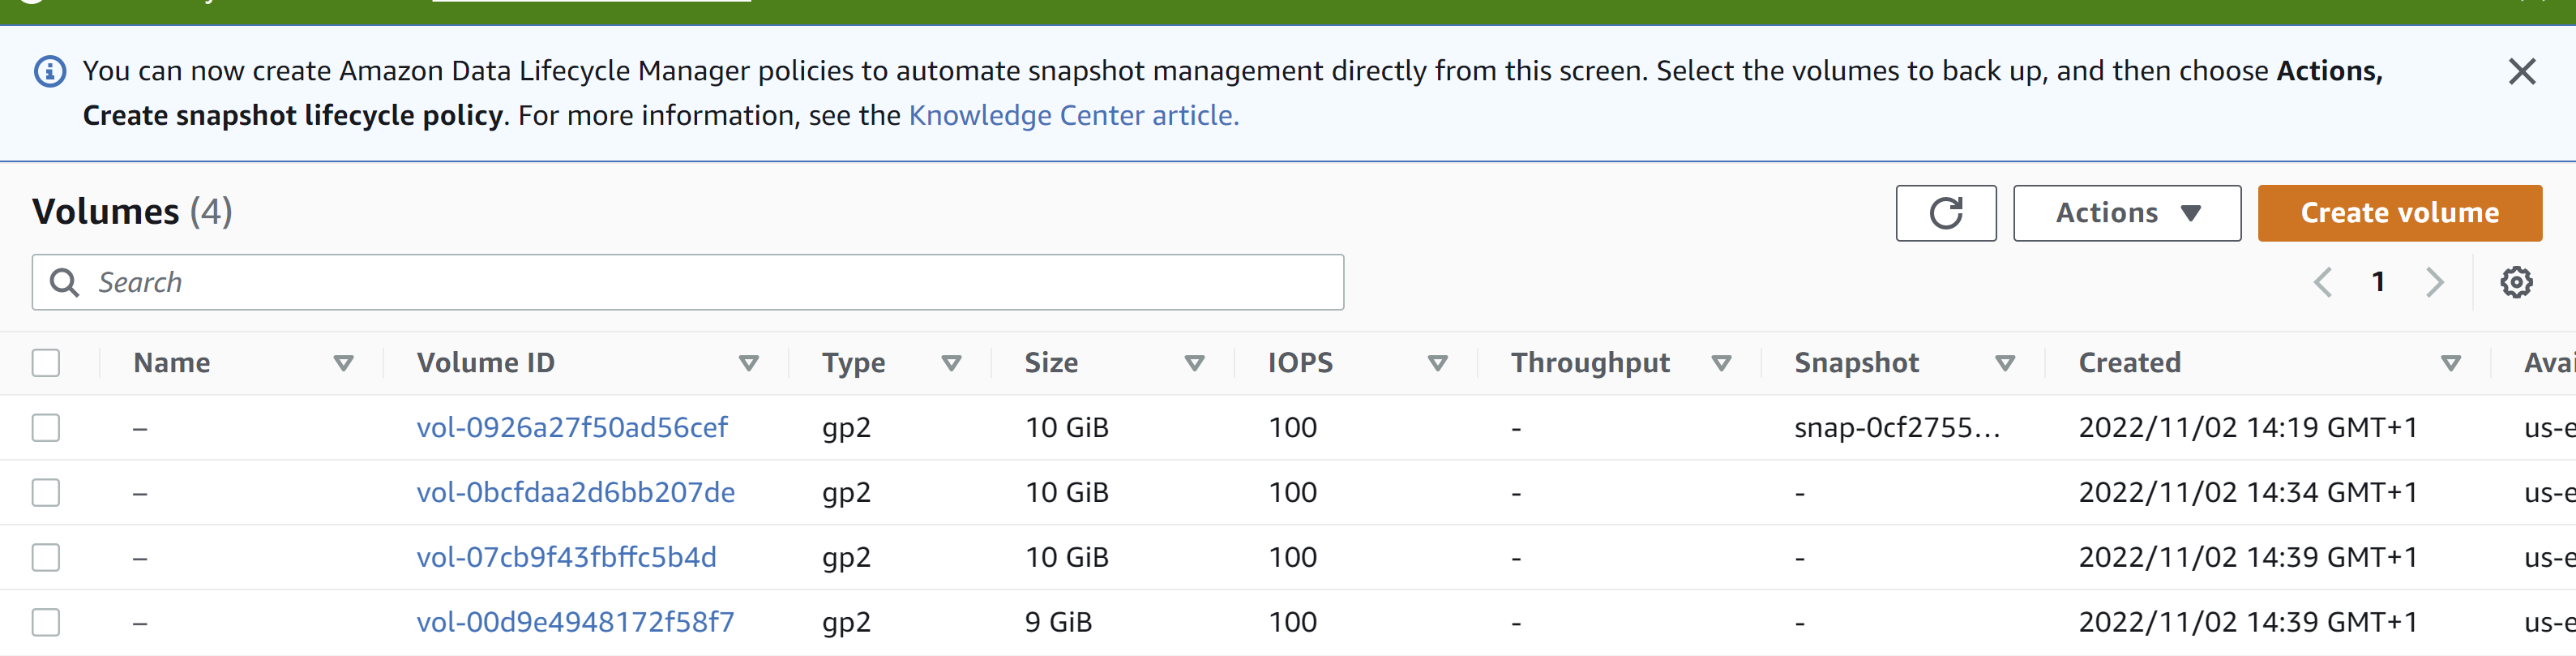 You can now create Amazon Data Lifecycle Manager policies to automate snapshot management directly from this screen. Select the volumes to back up, and then choose Actions,
Create snapshot lifecycle policy. For more information, see the Knowledge Center article.
Volumes (4)
Actions
Create volume
Search
1
Name Volume ID Type Size IOPS Throughput Snapshot Created Avai
– vol-0926a27f50ad56cef gp2 10 GiB 100 - snap-0cf2755... 2022/11/02 14:19 GMT+1 us-e
– vol-0bcfdaa2d6bb207de gp2 10 GiB 100 - - 2022/11/02 14:34 GMT+1 us-e
– vol-07cb9f43fbffc5b4d gp2 10 GiB 100 - - 2022/11/02 14:39 GMT+1 us-e
– vol-00d9e4948172f58f7 gp2 9 GiB 100 - - 2022/11/02 14:39 GMT+1 us-e